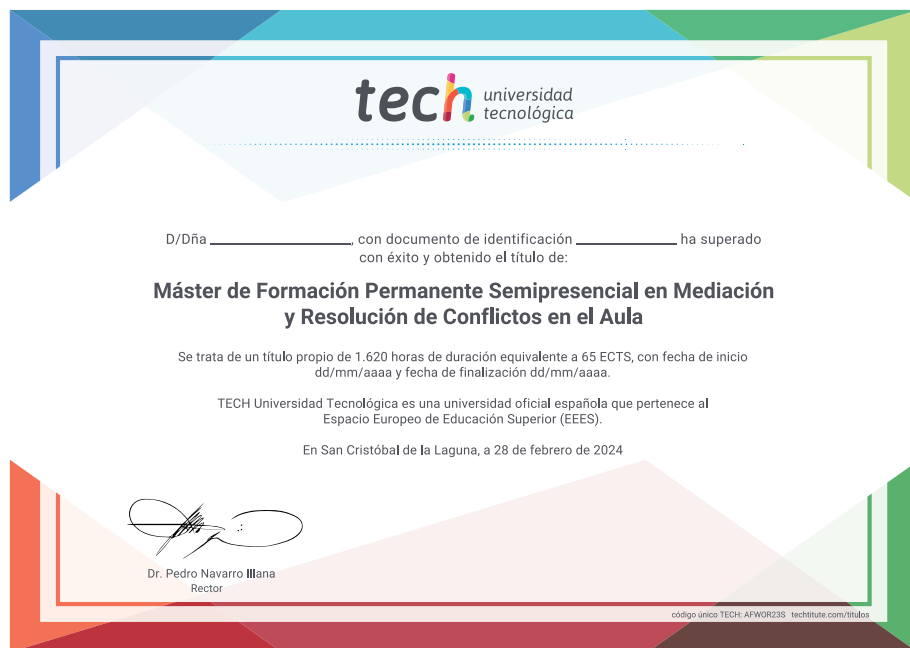 tech universidad
tecnológica
D/Dña , con documento de identificación ha superado
con éxito y obtenido el título de:
Máster de Formación Permanente Semipresencial en Mediación
y Resolución de Conflictos en el Aula
Se trata de un título propio de 1.620 horas de duración equivalente a 65 ECTS, con fecha de inicio
dd/mm/aaaa y fecha de finalización dd/mm/aaaa.
TECH Universidad Tecnológica es una universidad oficial española que pertenece al
Espacio Europeo de Educación Superior (EEES).
En San Cristóbal de la Laguna, a 28 de febrero de 2024
Dr. Pedro Navarro Illana
Rector
código único TECH: AFWOR23S techtitute.com/titulos